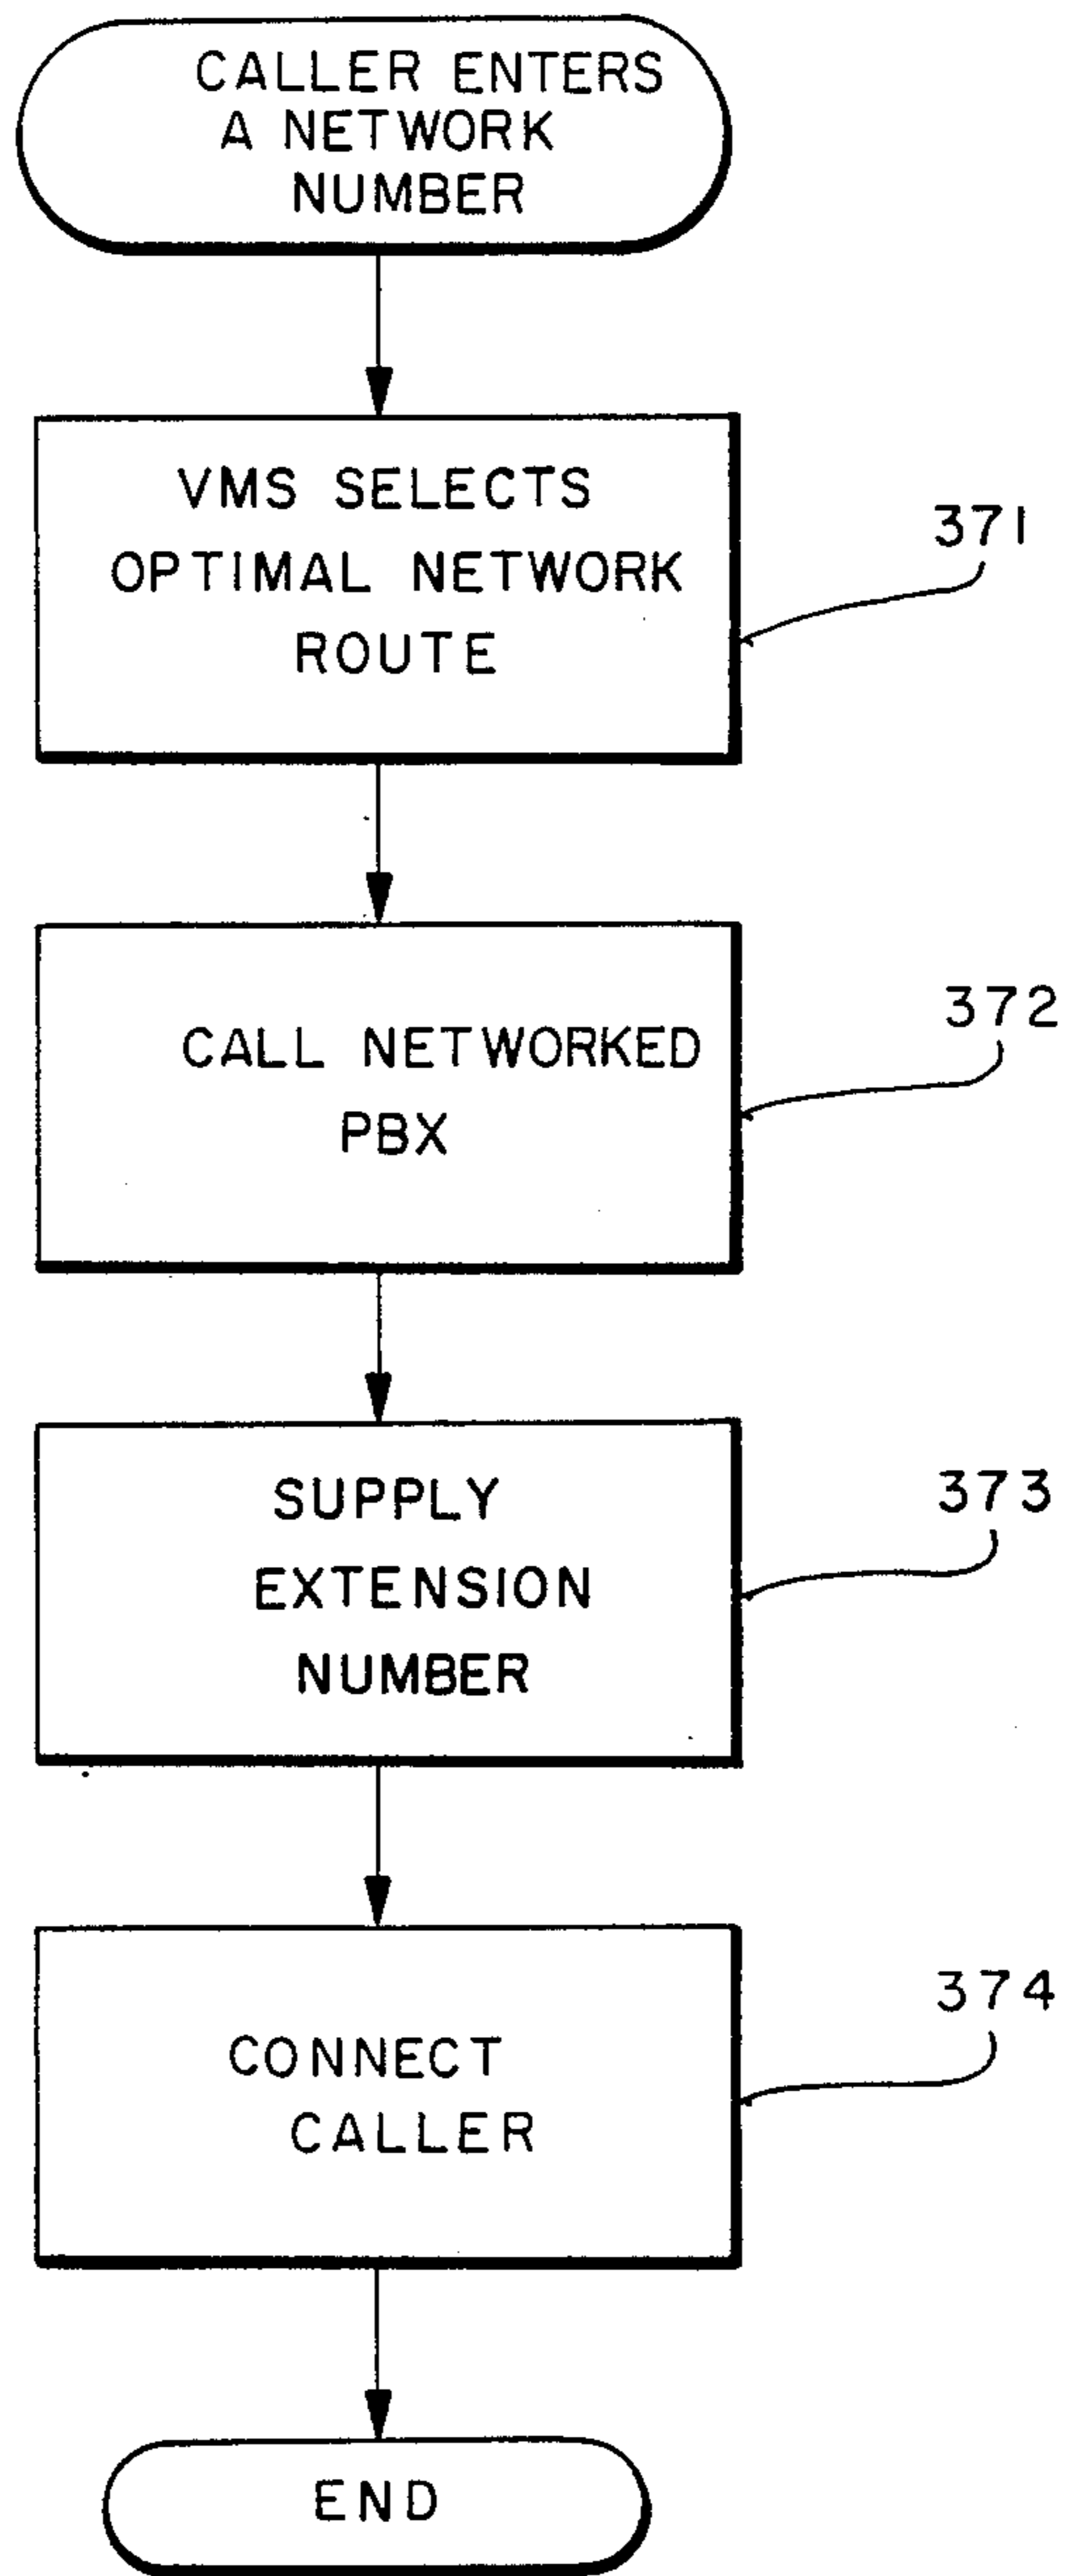 CALLER ENTERS
A NETWORK
NUMBER
VMS SELECTS
OPTIMAL NETWORK
ROUTE
371
CALL NETWORKED
PBX
372
SUPPLY
EXTENSION
NUMBER
373
CONNECT
CALLER
374
END